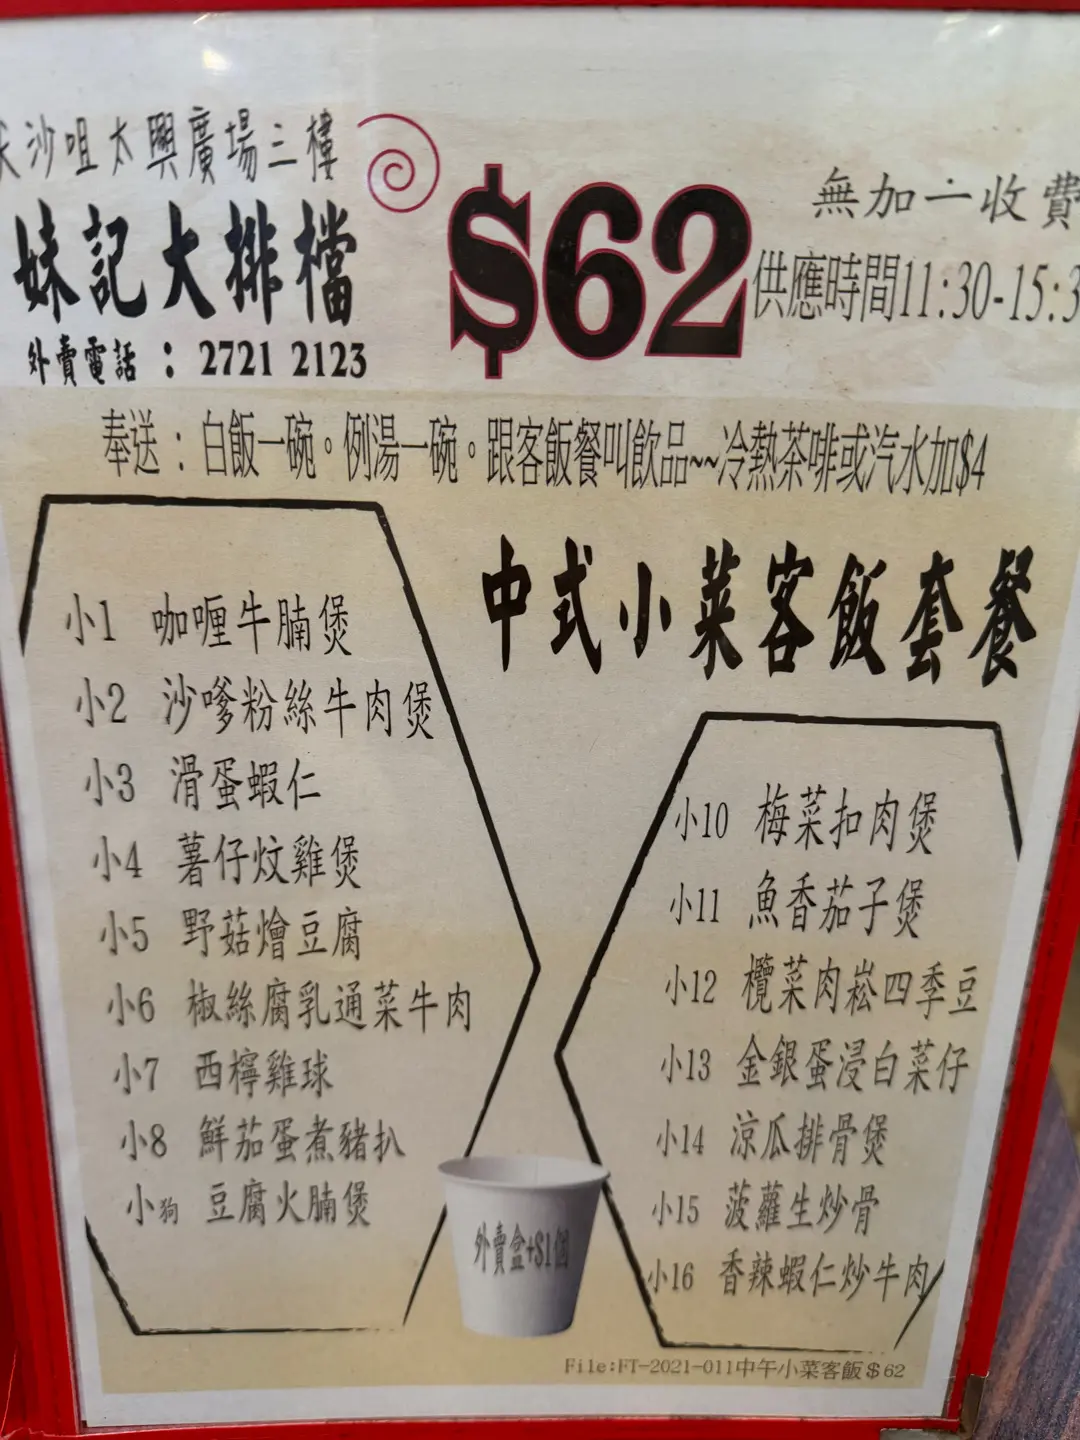 尖沙咀太興廣場三樓
妹記大排檔
外賣電話 : 2721 2123
$62
無加一收費
供應時間11:30-15:3
奉送：白飯一碗。例湯一碗。跟客飯餐叫飲品~~冷熱茶啡或汽水加$4
中式小菜客飯套餐
小1 咖喱牛腩煲
小2 沙嗲粉絲牛肉煲
小3 滑蛋蝦仁
小4 薯仔炆雞煲
小5 野菇燴豆腐
小6 椒絲腐乳通菜牛肉
小7 西檸雞球
小8 鮮茄蛋煮豬扒
小狗 豆腐火腩煲
小10 梅菜扣肉煲
小11 魚香茄子煲
小12 欖菜肉崧四季豆
小13 金銀蛋浸白菜仔
小14 涼瓜排骨煲
小15 菠蘿生炒骨
小16 香辣蝦仁炒牛肉
外賣盒+$1個
File:FT-2021-011中午小菜客飯$62